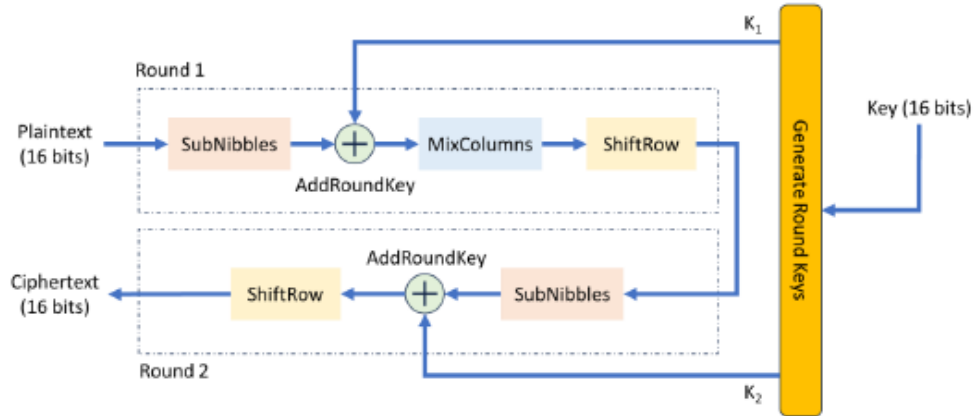 K1
Round 1
Plaintext
(16 bits)
SubNibbles
MixColumns
ShiftRow
AddRoundKey
Key (16 bits)
Generate Round Keys
AddRoundKey
Ciphertext
(16 bits)
ShiftRow
SubNibbles
Round 2
K2